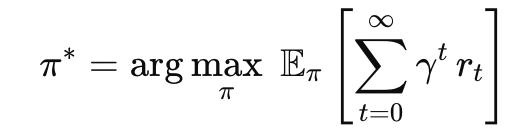 π* = arg max_π 𝔼_π [ ∑_{t=0}^{∞} γ^t r_t ]